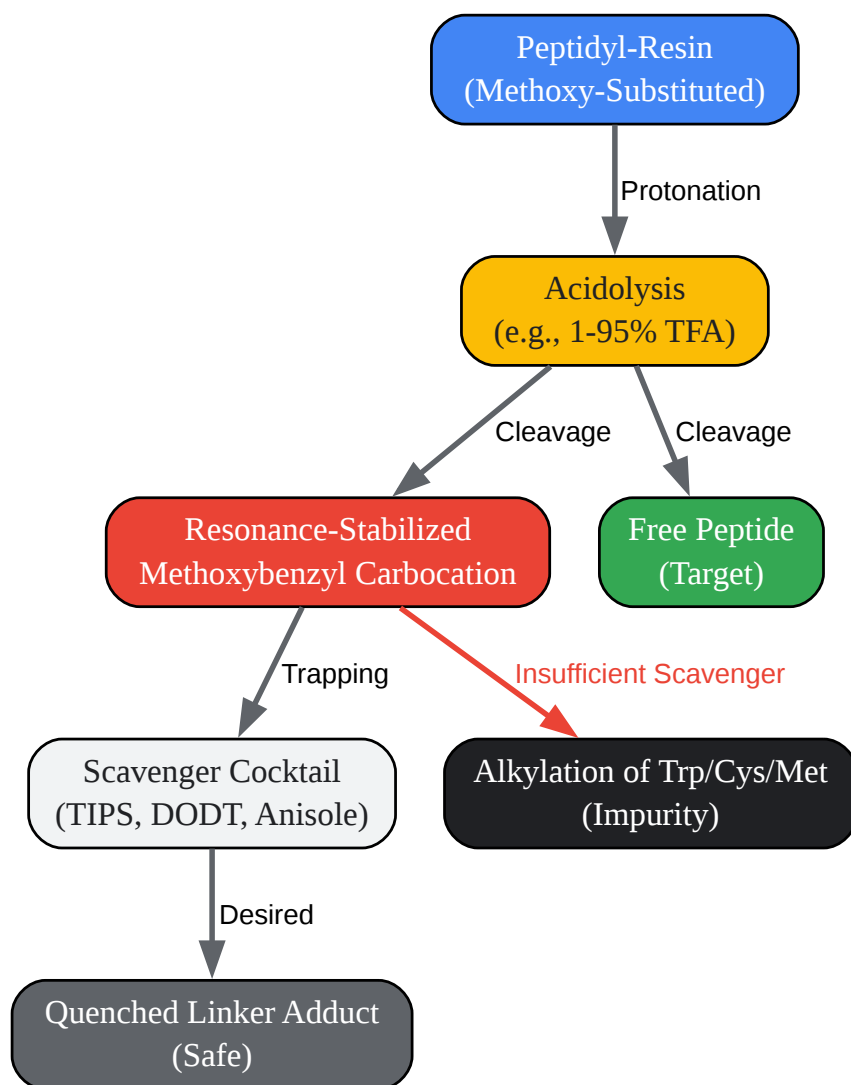 Peptidyl-Resin
(Methoxy-Substituted)
Protonation
Acidolysis
(e.g., 1-95% TFA)
Cleavage
Cleavage
Resonance-Stabilized
Methoxybenzyl Carbocation
Free Peptide
(Target)
Trapping
Insufficient Scavenger
Scavenger Cocktail
(TIPS, DODT, Anisole)
Alkylation of Trp/Cys/Met
(Impurity)
Desired
Quenched Linker Adduct
(Safe)